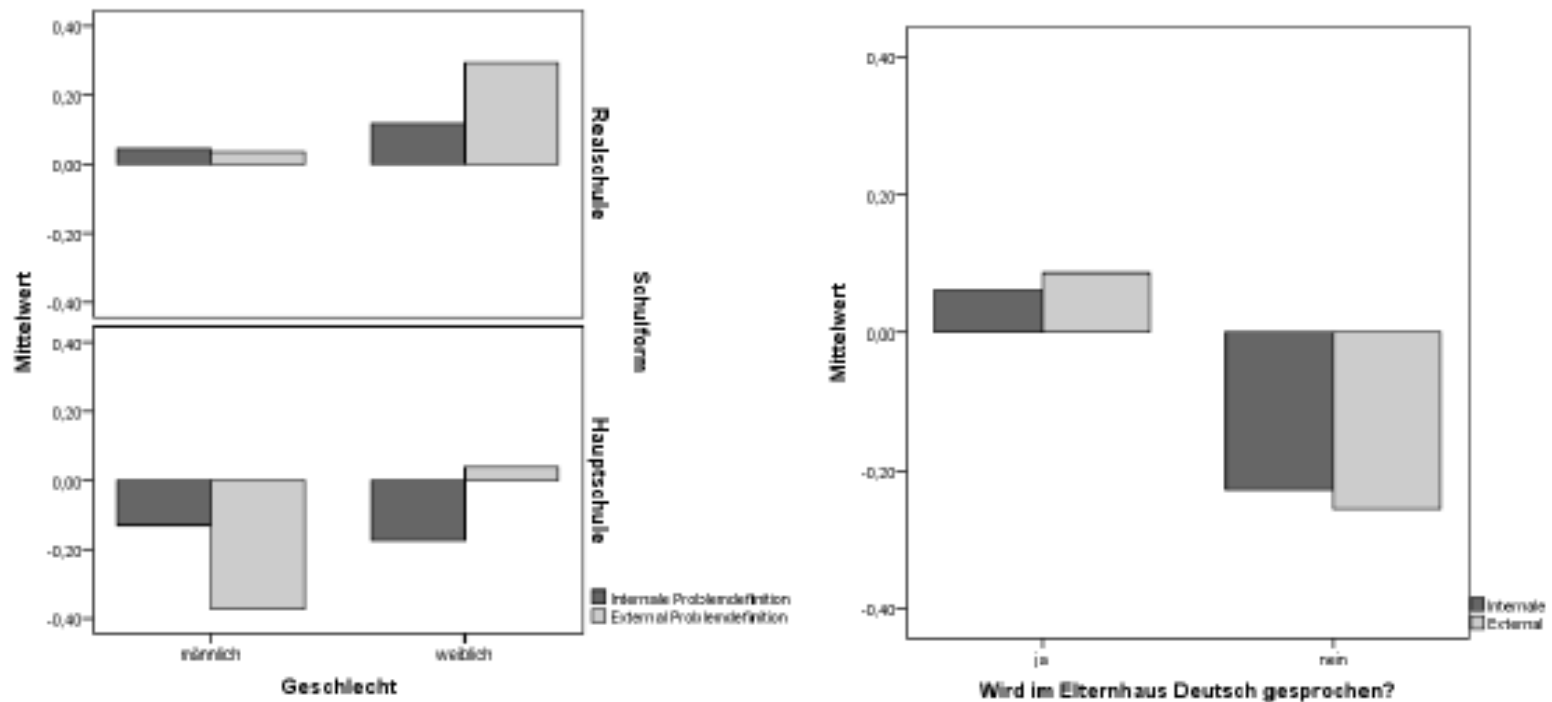 0,40
0,20
0,00
-0,20
-0,40
Realschule
0,40
0,20
0,00
-0,20
-0,40
Hauptschule
Mittelwert
Schulform
Internale Problemdefinition
External Problemdefinition
männlich
weiblich
Geschlecht
0,40
0,20
0,00
-0,20
-0,40
Mittelwert
Internale
External
ja
nein
Wird im Elternhaus Deutsch gesprochen?